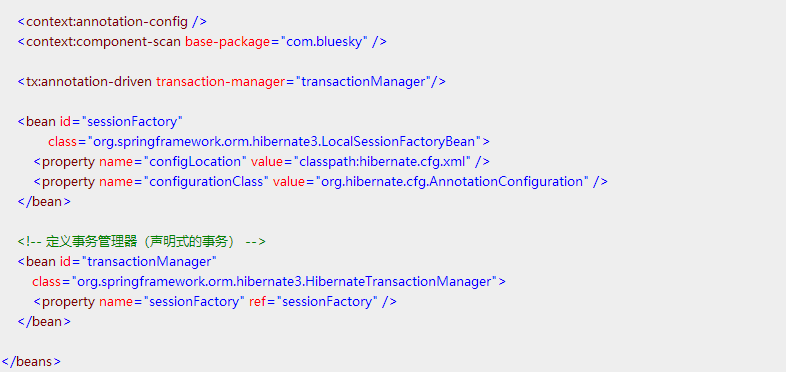 <context:annotation-config />
<context:component-scan base-package="com.bluesky" />
<tx:annotation-driven transaction-manager="transactionManager"/>
<bean id="sessionFactory"
class="org.springframework.orm.hibernate3.LocalSessionFactoryBean">
<property name="configLocation" value="classpath:hibernate.cfg.xml" />
<property name="configurationClass" value="org.hibernate.cfg.AnnotationConfiguration" />
</bean>
<!-- 定义事务管理器（声明式的事务） -->
<bean id="transactionManager"
class="org.springframework.orm.hibernate3.HibernateTransactionManager">
<property name="sessionFactory" ref="sessionFactory" />
</bean>
</beans>